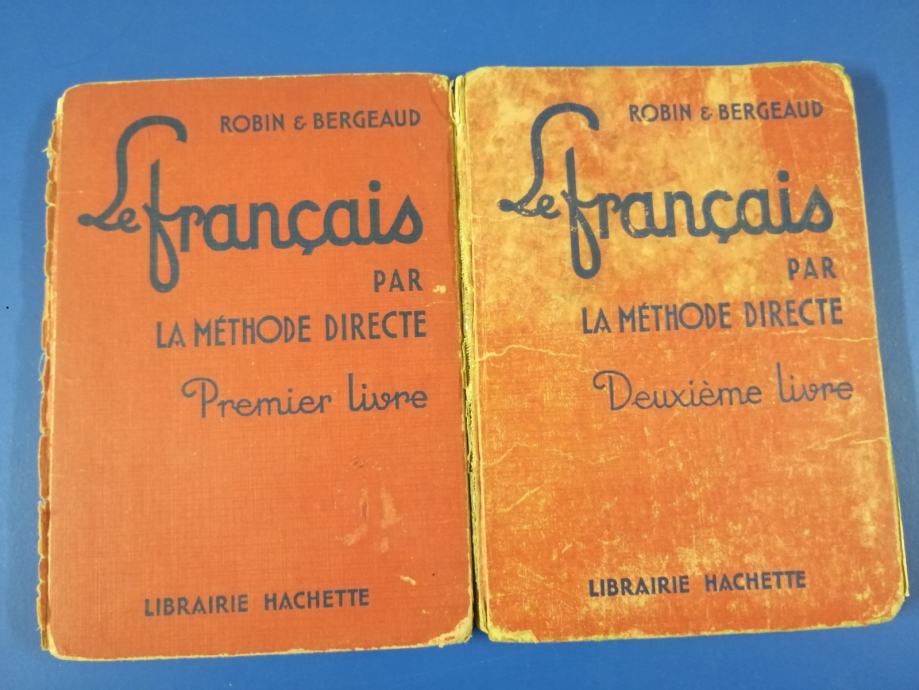 ROBIN & BERGEAUD
Le français
PAR
LA MÉTHODE DIRECTE
Premier livre
LIBRAIRIE HACHETTE
ROBIN & BERGEAUD
Le français
PAR
LA MÉTHODE DIRECTE
Deuxième livre
LIBRAIRIE HACHETTE